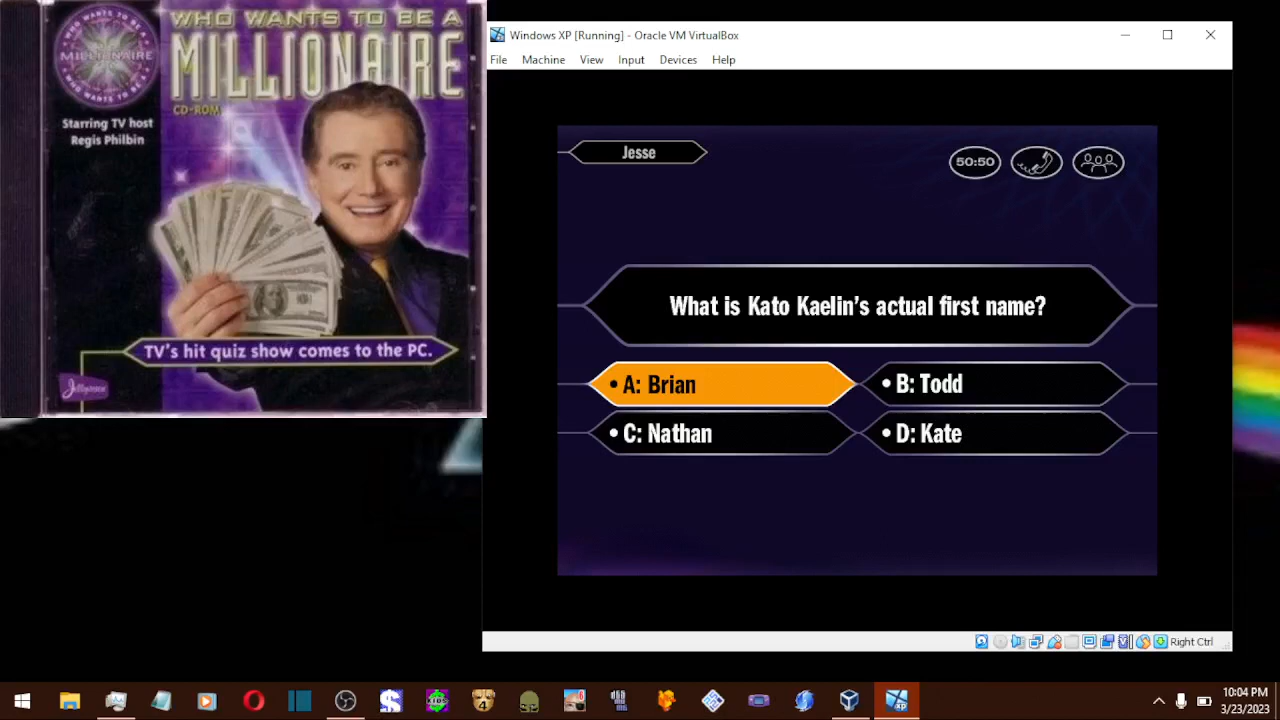 WHO WANTS TO BE A
MILLIONAIRE
CD-ROM
MILLIONAIRE
Starring TV host
Regis Philbin
TV's hit quiz show comes to the PC.
Jellyvision
Windows XP [Running] - Oracle VM VirtualBox
File Machine View Input Devices Help
Jesse
50:50
What is Kato Kaelin's actual first name?
• A: Brian
• B: Todd
• C: Nathan
• D: Kate
Right Ctrl
10:04 PM
3/23/2023